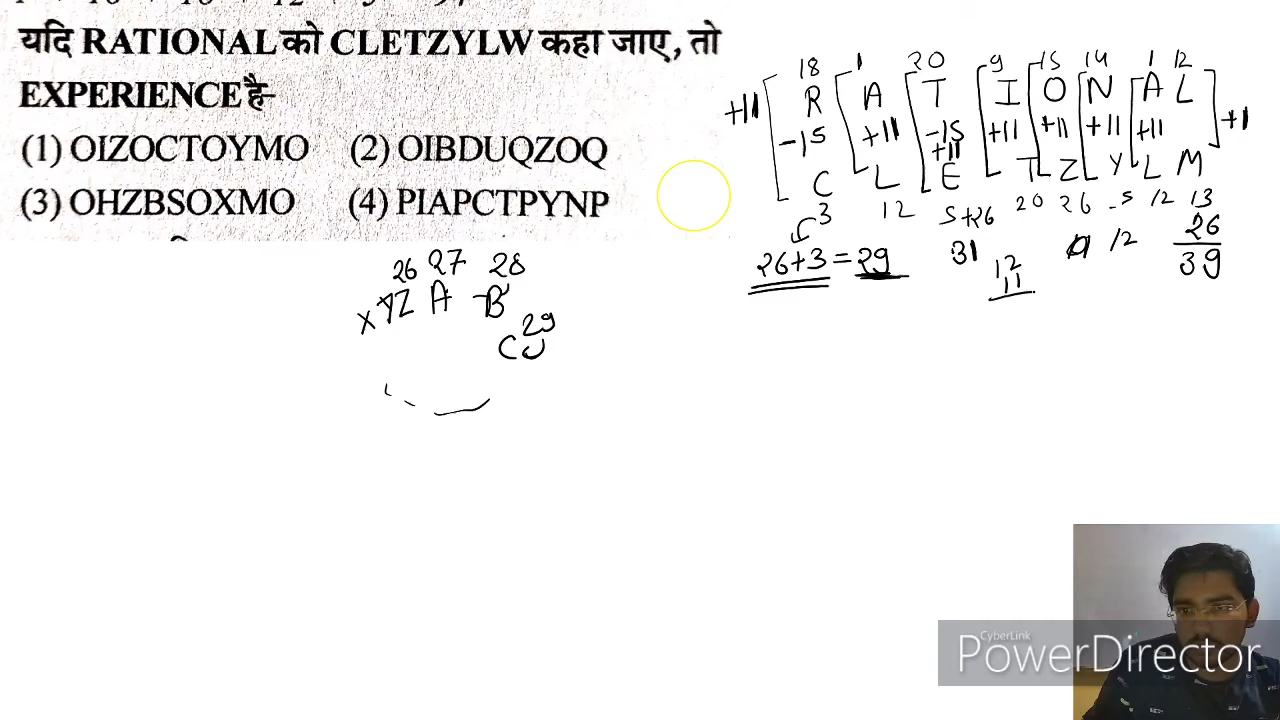 यदि RATIONAL को CLETZYLW कहा जाए, तो
EXPERIENCE है-
(1) OIZOCTOYMO (2) OIBDUQZOQ
(3) OHZBSOXMO (4) PIAPCTPYNP
18 1 20 9 15 14 1 12
R A T I O N A L
+11 -15 +11 -15 +11 +11 +11 +11 +11 +1
C L E T Z Y L M
3 12 5+26 20 26 -5 12 13
26+3 = 29 31 12 26
12 11 39
26 27 28
X Y Z A B
29
C
CyberLink
PowerDirector